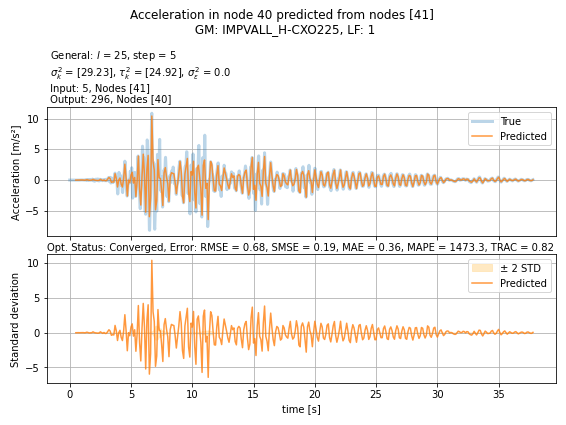 Acceleration in node 40 predicted from nodes [41]
GM: IMPVALL_H-CXO225, LF: 1
General: l = 25, step = 5
σ²ₖ = [29.23], τ²ₖ = [24.92], σ²ε = 0.0
Input: 5, Nodes [41]
Output: 296, Nodes [40]
Acceleration [m/s²]
10
5
0
−5
True
Predicted
Opt. Status: Converged, Error: RMSE = 0.68, SMSE = 0.19, MAE = 0.36, MAPE = 1473.3, TRAC = 0.82
Standard deviation
10
5
0
−5
± 2 STD
Predicted
0 5 10 15 20 25 30 35
time [s]